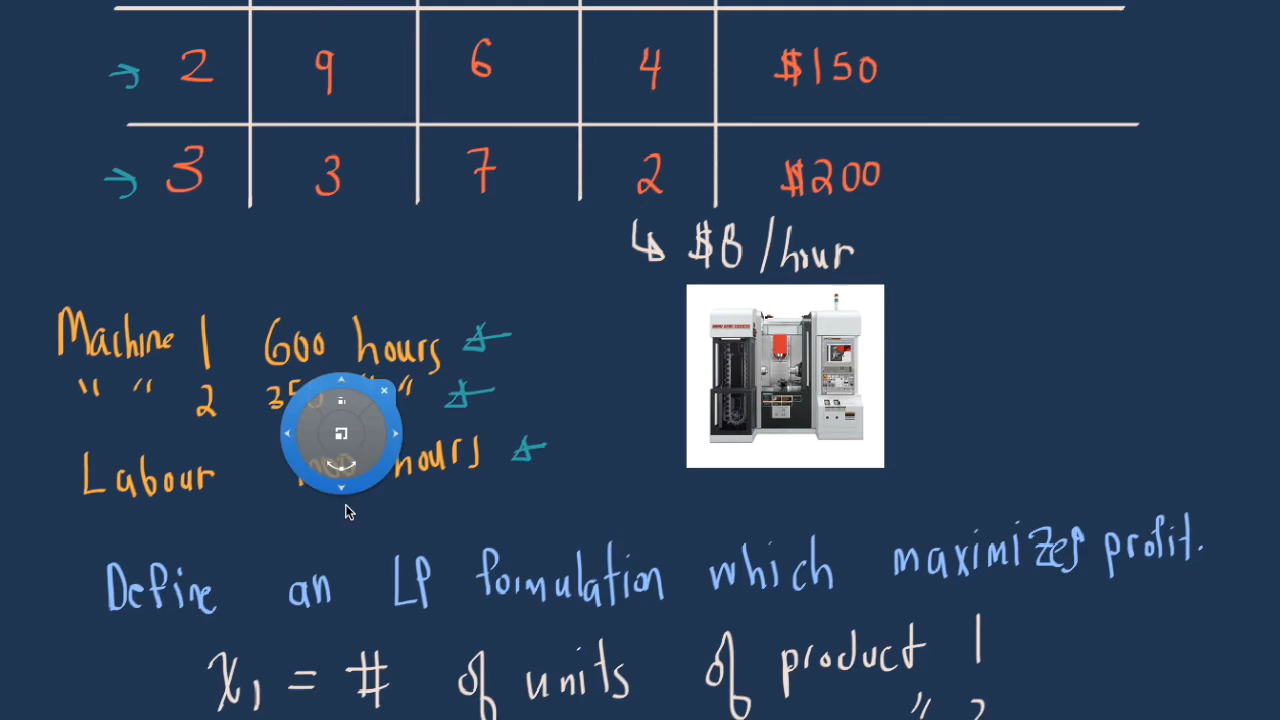 → 2 9 6 4 $150
→ 3 3 7 2 $200
↳ $8 /hour
Machine 1 600 hours
" " 2 " "
Labour hours
Define an LP formulation which maximizes profit.
x₁ = # of units of product 1
" 2